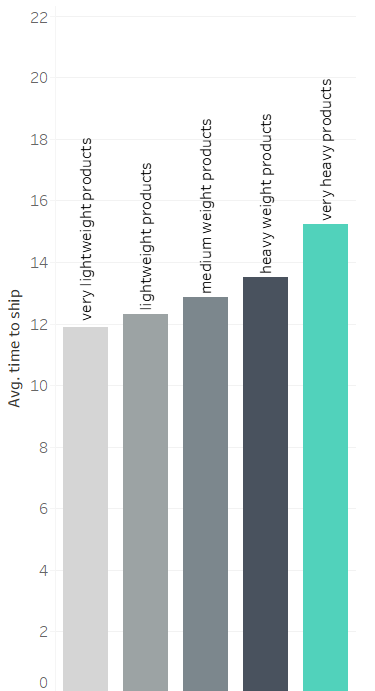 22
20
18
16
14
12
10
8
6
4
2
0
Avg. time to ship
very lightweight products
lightweight products
medium weight products
heavy weight products
very heavy products